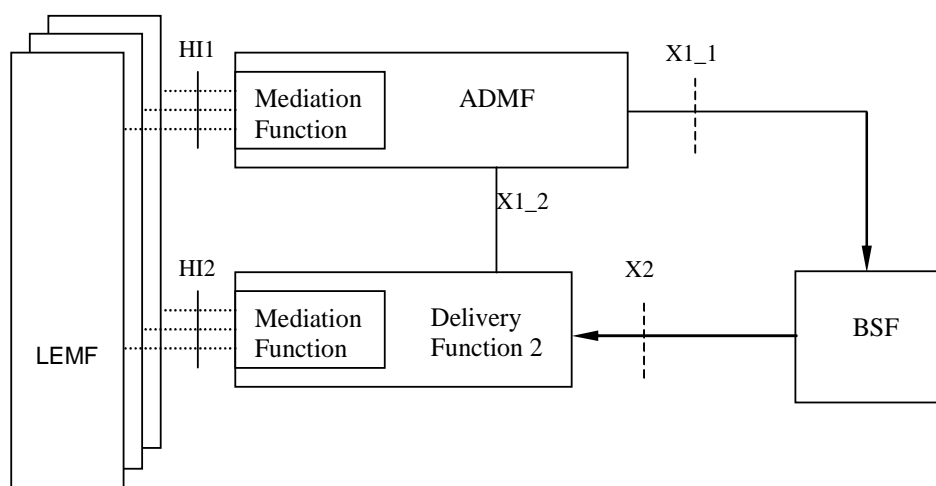 HI1
X1_1
Mediation
Function
ADMF
X1_2
HI2
X2
Mediation
Function
Delivery
Function 2
BSF
LEMF